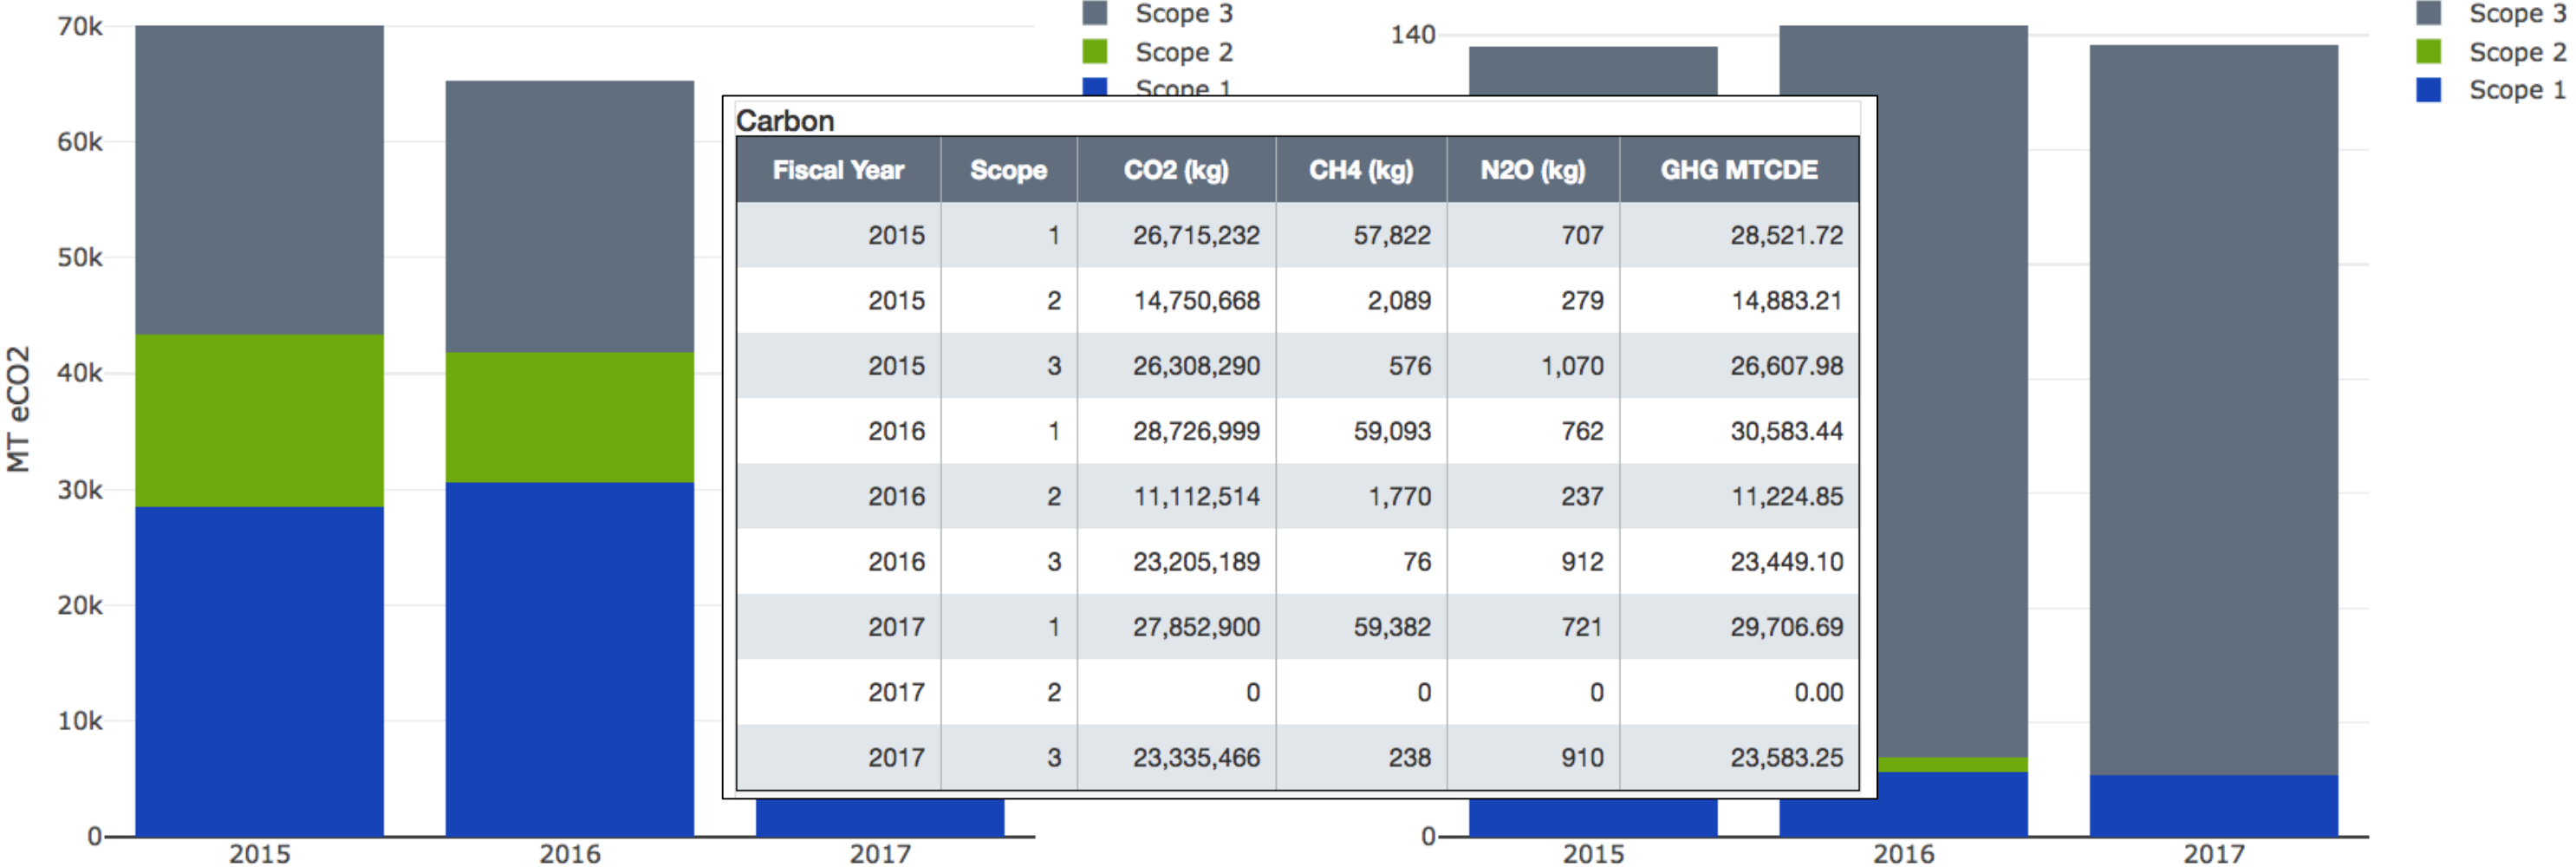 70k
60k
50k
40k
30k
20k
10k
0
MT eCO2
2015
2016
2017
Scope 3
Scope 2
Scope 1
Carbon
Fiscal Year Scope CO2 (kg) CH4 (kg) N2O (kg) GHG MTCDE
2015 1 26,715,232 57,822 707 28,521.72
2015 2 14,750,668 2,089 279 14,883.21
2015 3 26,308,290 576 1,070 26,607.98
2016 1 28,726,999 59,093 762 30,583.44
2016 2 11,112,514 1,770 237 11,224.85
2016 3 23,205,189 76 912 23,449.10
2017 1 27,852,900 59,382 721 29,706.69
2017 2 0 0 0 0.00
2017 3 23,335,466 238 910 23,583.25
140
0
2015
2016
2017
Scope 3
Scope 2
Scope 1